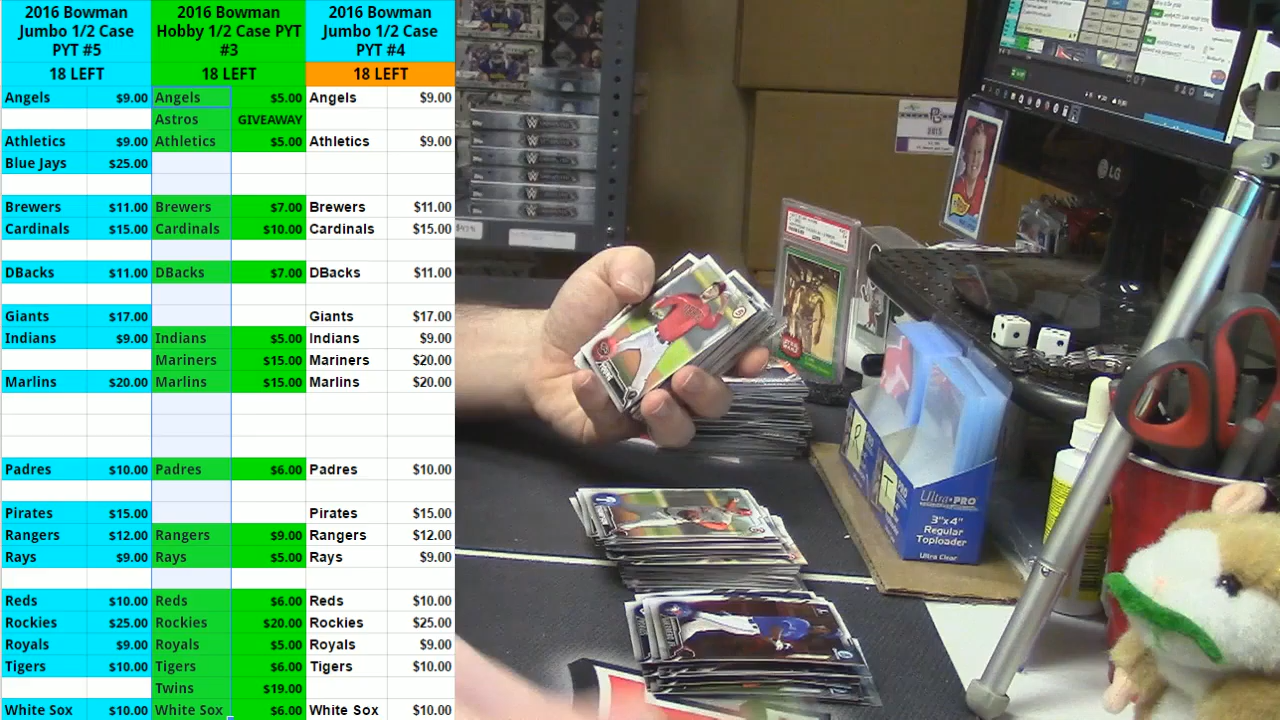 2016 Bowman
Jumbo 1/2 Case
PYT #5
2016 Bowman
Hobby 1/2 Case PYT
#3
2016 Bowman
Jumbo 1/2 Case
PYT #4
18 LEFT
18 LEFT
18 LEFT
Angels $9.00 Angels $5.00 Angels $9.00
Astros GIVEAWAY
Athletics $9.00 Athletics $5.00 Athletics $9.00
Blue Jays $25.00
Brewers $11.00 Brewers $7.00 Brewers $11.00
Cardinals $15.00 Cardinals $10.00 Cardinals $15.00
DBacks $11.00 DBacks $7.00 DBacks $11.00
Giants $17.00 Giants $17.00
Indians $9.00 Indians $5.00 Indians $9.00
Mariners $15.00 Mariners $20.00
Marlins $20.00 Marlins $15.00 Marlins $20.00
Padres $10.00 Padres $6.00 Padres $10.00
Pirates $15.00 Pirates $15.00
Rangers $12.00 Rangers $9.00 Rangers $12.00
Rays $9.00 Rays $5.00 Rays $9.00
Reds $10.00 Reds $6.00 Reds $10.00
Rockies $25.00 Rockies $20.00 Rockies $25.00
Royals $9.00 Royals $5.00 Royals $9.00
Tigers $10.00 Tigers $6.00 Tigers $10.00
Twins $19.00
White Sox $10.00 White Sox $6.00 White Sox $10.00
LG
STAR WARS
R
I
Ultra·PRO
3"x4"
Regular
Toploader
Ultra Clear